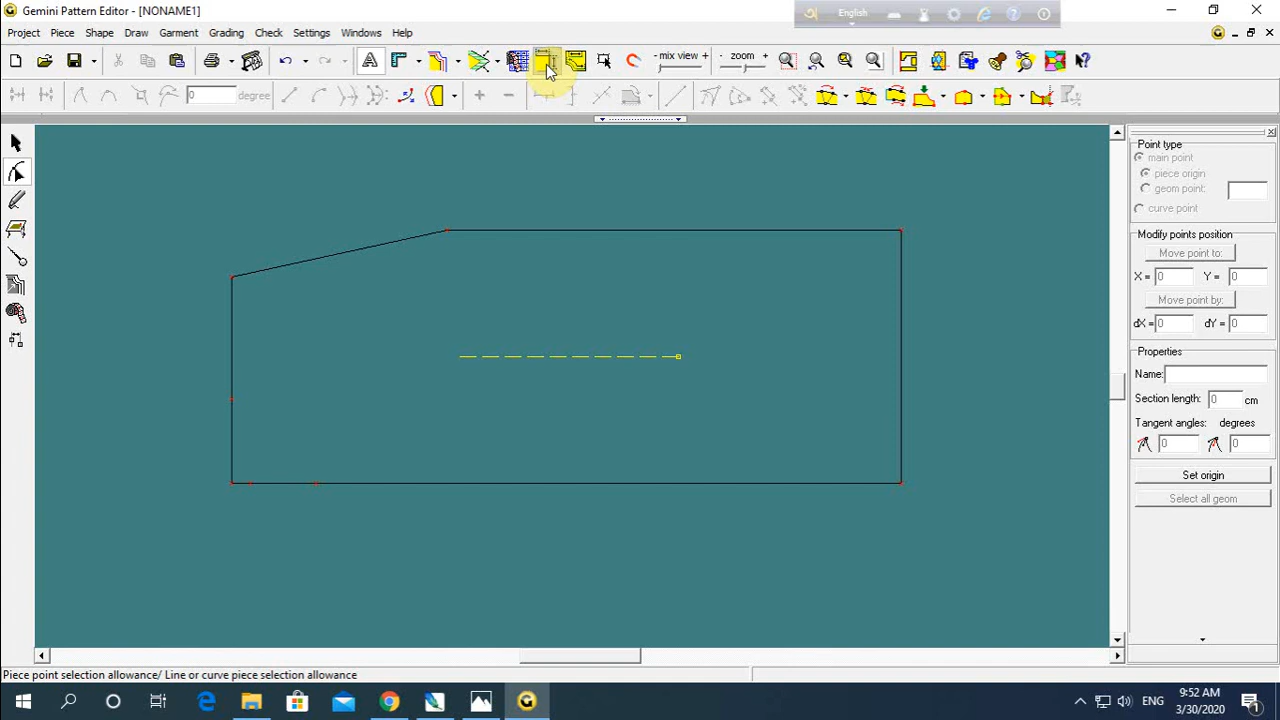 Gemini Pattern Editor - [NONAME1]
English
Project Piece Shape Draw Garment Grading Check Settings Windows Help
mix view +
zoom +
0 degree
Point type
main point
piece origin
geom point:
curve point
Modify points position
Move point to:
X = 0 Y = 0
Move point by:
dX = 0 dY = 0
Properties
Name:
Section length: 0 cm
Tangent angles: degrees
0 0
Set origin
Select all geom
Piece point selection allowance/ Line or curve piece selection allowance
ENG
9:52 AM
3/30/2020